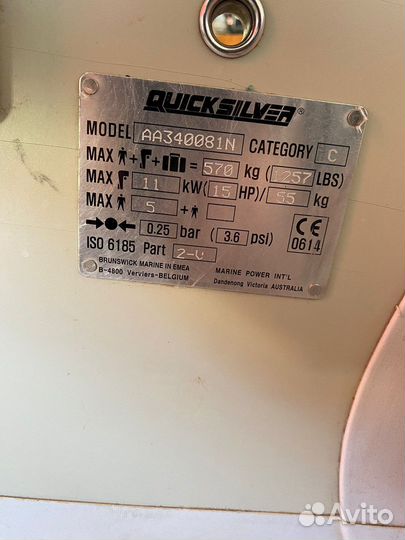 QUICKSILVER®
MODEL AA340081N CATEGORY C
MAX + + = 570 kg (1257 LBS)
MAX 11 kW (15 HP)/ 55 kg
MAX 5 +
0.25 bar (3.6 psi)
CE 0614
ISO 6185 Part 2-V
BRUNSWICK MARINE IN EMEA
B-4800 Verviers-BELGIUM
MARINE POWER INT'L
Dandenong Victoria AUSTRALIA
Avito